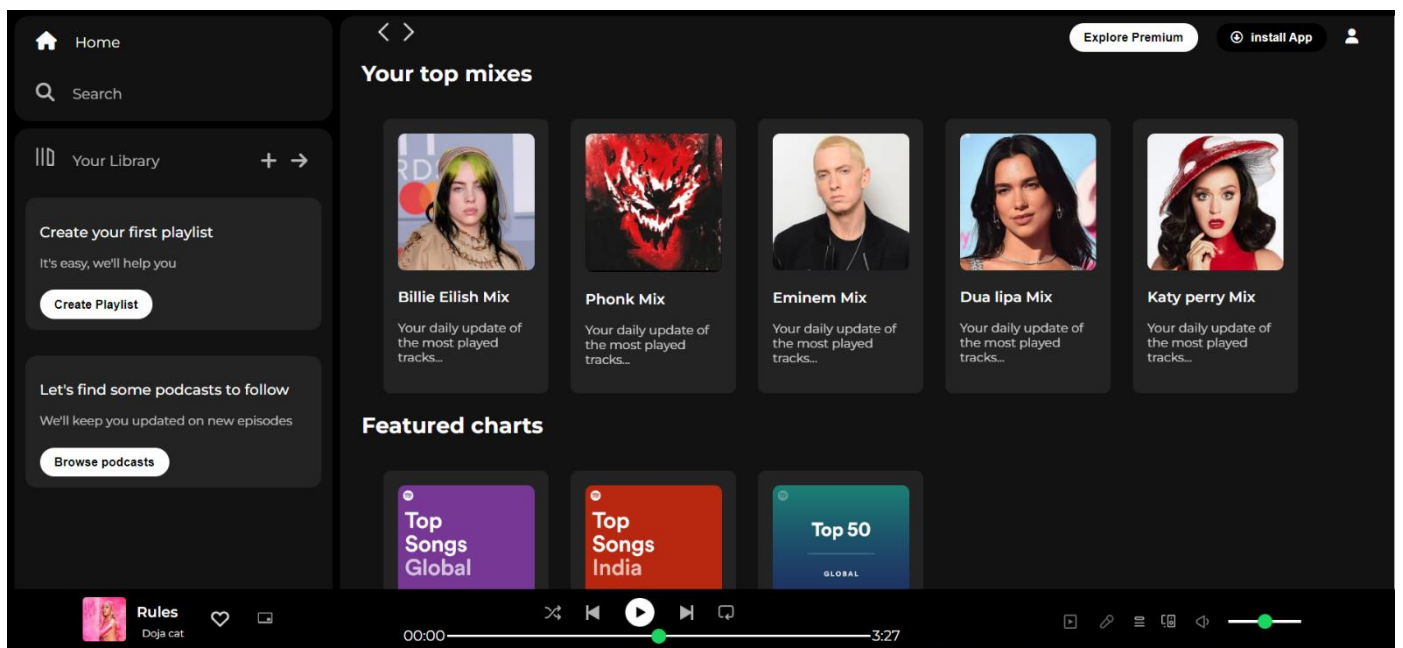 Home
Search
Your Library
Create your first playlist
It's easy, we'll help you
Create Playlist
Let's find some podcasts to follow
We'll keep you updated on new episodes
Browse podcasts
Explore Premium
install App
Your top mixes
Billie Eilish Mix
Your daily update of
the most played
tracks...
Phonk Mix
Your daily update of
the most played
tracks...
Eminem Mix
Your daily update of
the most played
tracks...
Dua lipa Mix
Your daily update of
the most played
tracks...
Katy perry Mix
Your daily update of
the most played
tracks...
Featured charts
Top
Songs
Global
Top
Songs
India
Top 50
GLOBAL
Rules
Doja cat
00:00
3:27